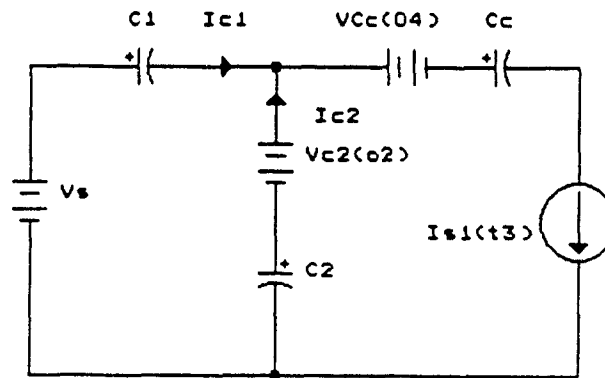 C1 Ic1 VCc(04) Cc
+ +
Ic2
Vc2(o2)
Vs
Is1(t3)
+ C2